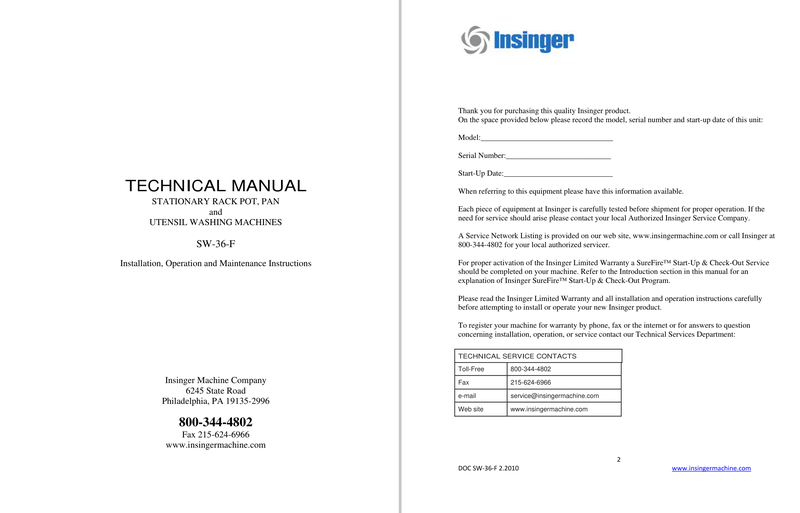 TECHNICAL MANUAL
STATIONARY RACK POT, PAN
and
UTENSIL WASHING MACHINES
SW-36-F
Installation, Operation and Maintenance Instructions
Insinger Machine Company
6245 State Road
Philadelphia, PA 19135-2996
800-344-4802
Fax 215-624-6966
www.insingermachine.com
Insinger
Thank you for purchasing this quality Insinger product.
On the space provided below please record the model, serial number and start-up date of this unit:
Model:___________________________________
Serial Number:____________________________
Start-Up Date:_____________________________
When referring to this equipment please have this information available.
Each piece of equipment at Insinger is carefully tested before shipment for proper operation. If the
need for service should arise please contact your local Authorized Insinger Service Company.
A Service Network Listing is provided on our web site, www.insingermachine.com or call Insinger at
800-344-4802 for your local authorized servicer.
For proper activation of the Insinger Limited Warranty a SureFire™ Start-Up & Check-Out Service
should be completed on your machine. Refer to the Introduction section in this manual for an
explanation of Insinger SureFire™ Start-Up & Check-Out Program.
Please read the Insinger Limited Warranty and all installation and operation instructions carefully
before attempting to install or operate your new Insinger product.
To register your machine for warranty by phone, fax or the internet or for answers to question
concerning installation, operation, or service contact our Technical Services Department:
TECHNICAL SERVICE CONTACTS
Toll-Free 800-344-4802
Fax 215-624-6966
e-mail service@insingermachine.com
Web site www.insingermachine.com
2
DOC SW-36-F 2.2010 www.insingermachine.com